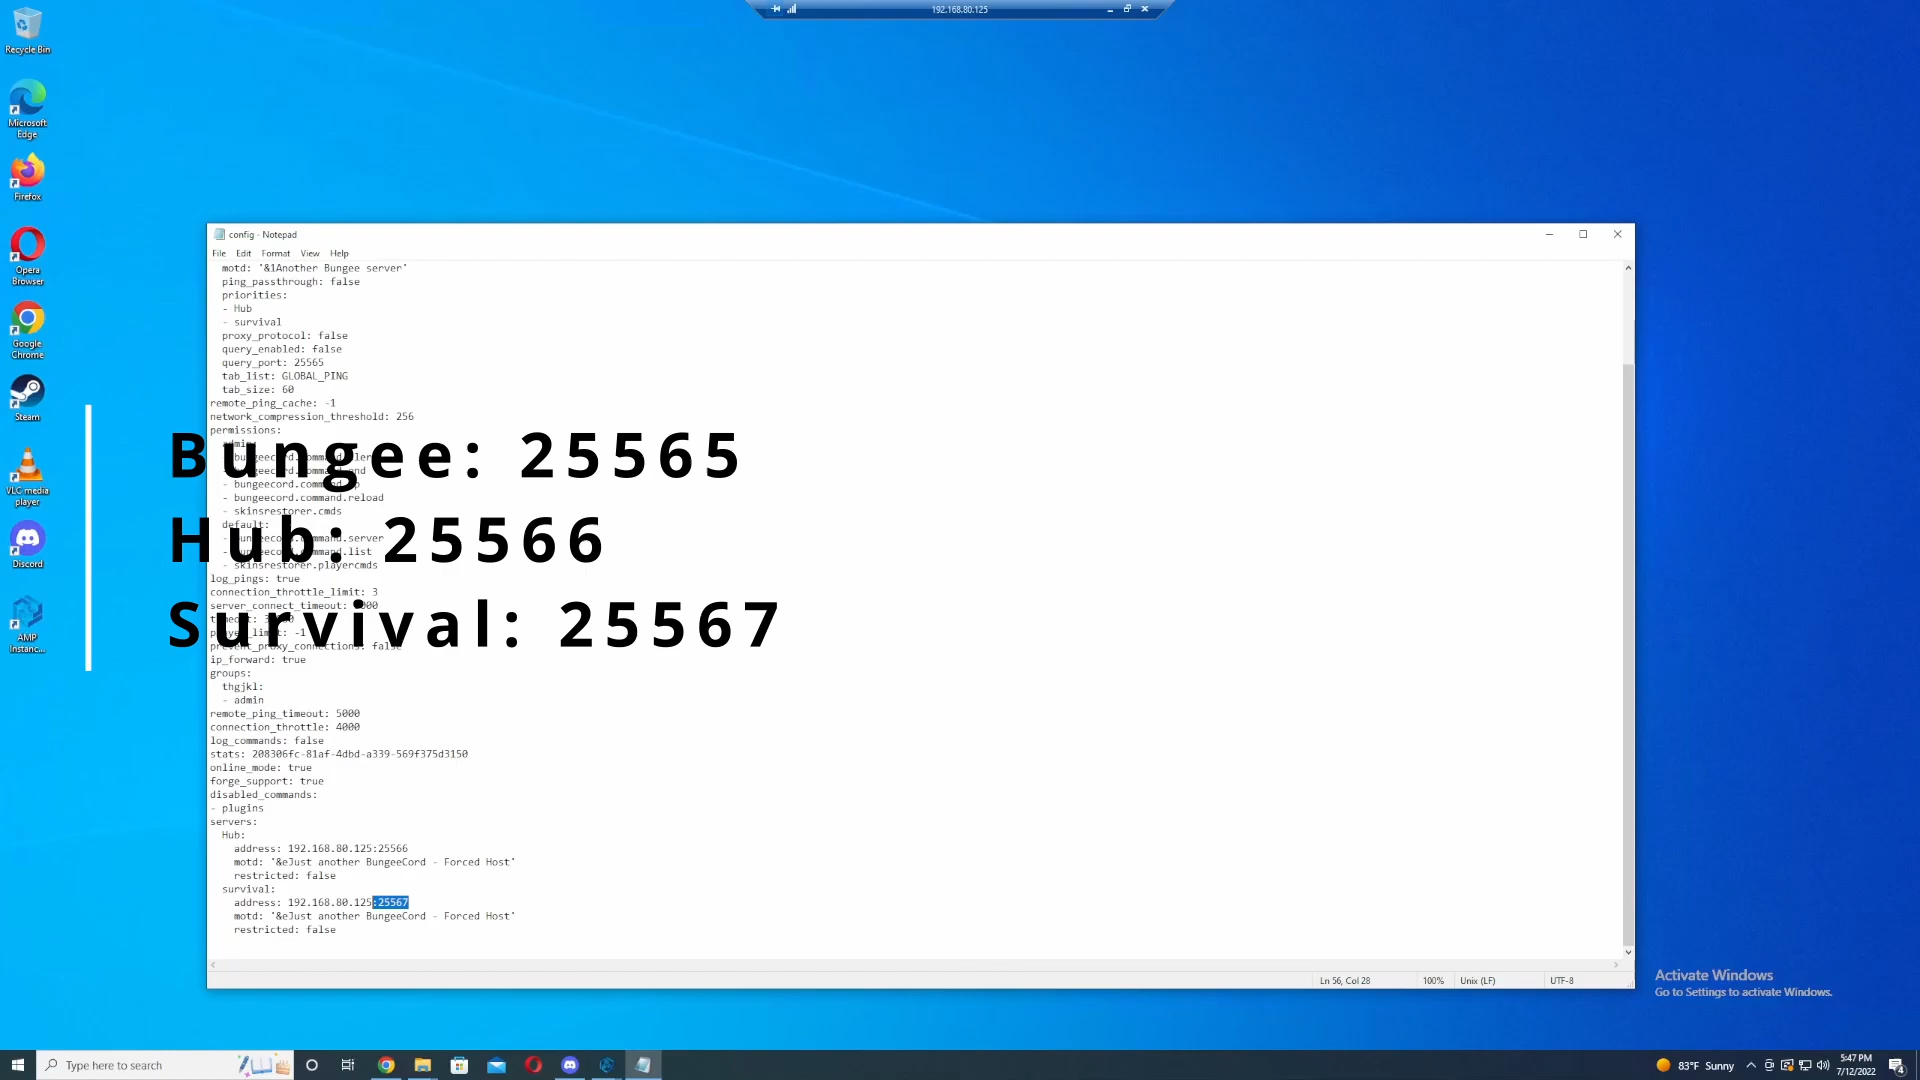 192.168.80.125
Recycle Bin
Microsoft
Edge
Firefox
Opera
Browser
Google
Chrome
Steam
VLC media
player
Discord
AMP
Instanc...
config - Notepad
File Edit Format View Help
motd: '&1Another Bungee server'
ping_passthrough: false
priorities:
- Hub
- survival
proxy_protocol: false
query_enabled: false
query_port: 25565
tab_list: GLOBAL_PING
tab_size: 60
remote_ping_cache: -1
network_compression_threshold: 256
permissions:
Bungee: 25565
- bungeecord.command.reload
- skinsrestorer.cmds
default:
Hub: 25566
- skinsrestorer.playercmds
log_pings: true
connection_throttle_limit: 3
server_connect_timeout:
Survival: 25567
prevent_proxy_connections: false
ip_forward: true
groups:
thgjkl:
- admin
remote_ping_timeout: 5000
connection_throttle: 4000
log_commands: false
stats: 208306fc-81af-4dbd-a339-569f375d3150
online_mode: true
forge_support: true
disabled_commands:
- plugins
servers:
Hub:
address: 192.168.80.125:25566
motd: '&eJust another BungeeCord - Forced Host'
restricted: false
survival:
address: 192.168.80.125:25567
motd: '&eJust another BungeeCord - Forced Host'
restricted: false
Ln 56, Col 28 100% Unix (LF) UTF-8
Activate Windows
Go to Settings to activate Windows.
Type here to search
83°F Sunny
5:47 PM
7/12/2022
4